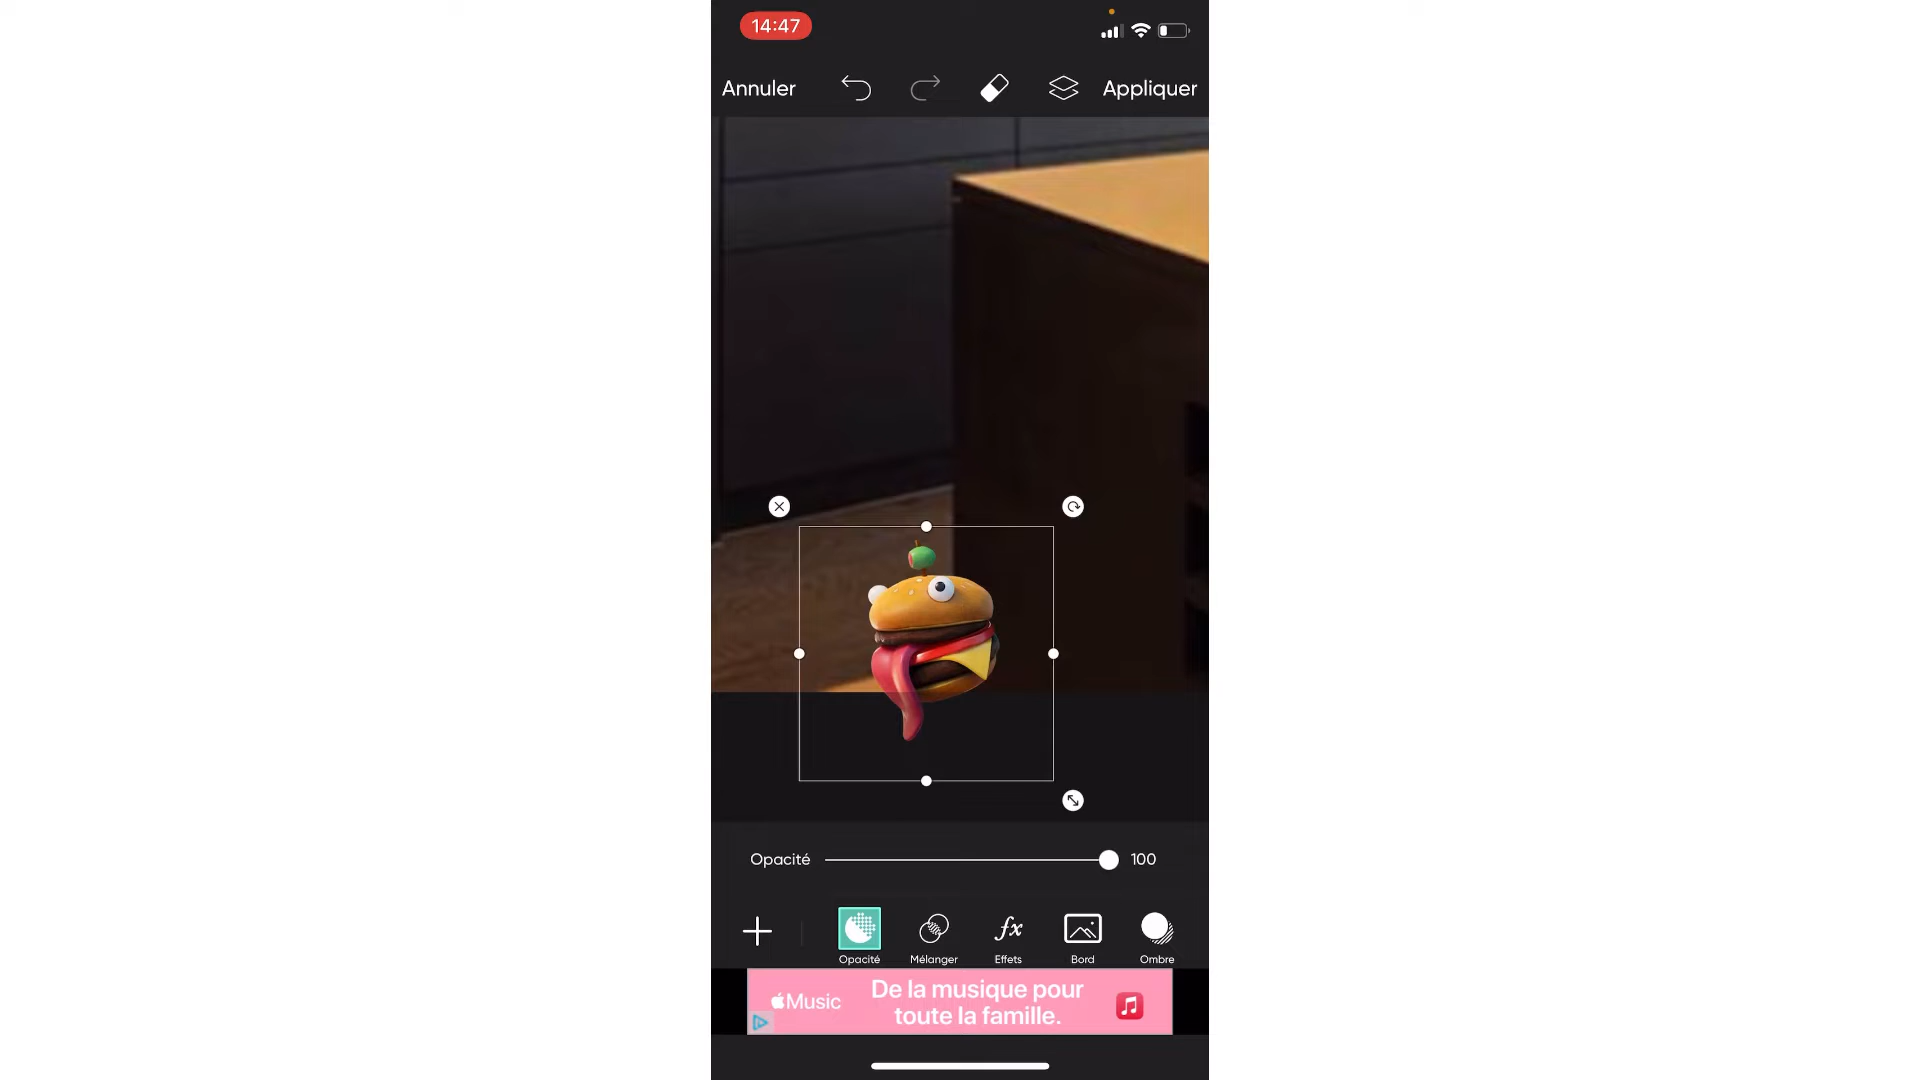 14:47
Annuler
Appliquer
Opacité 100
Opacité Mélanger fx Effets Bord Ombre
Music
De la musique pour
toute la famille.